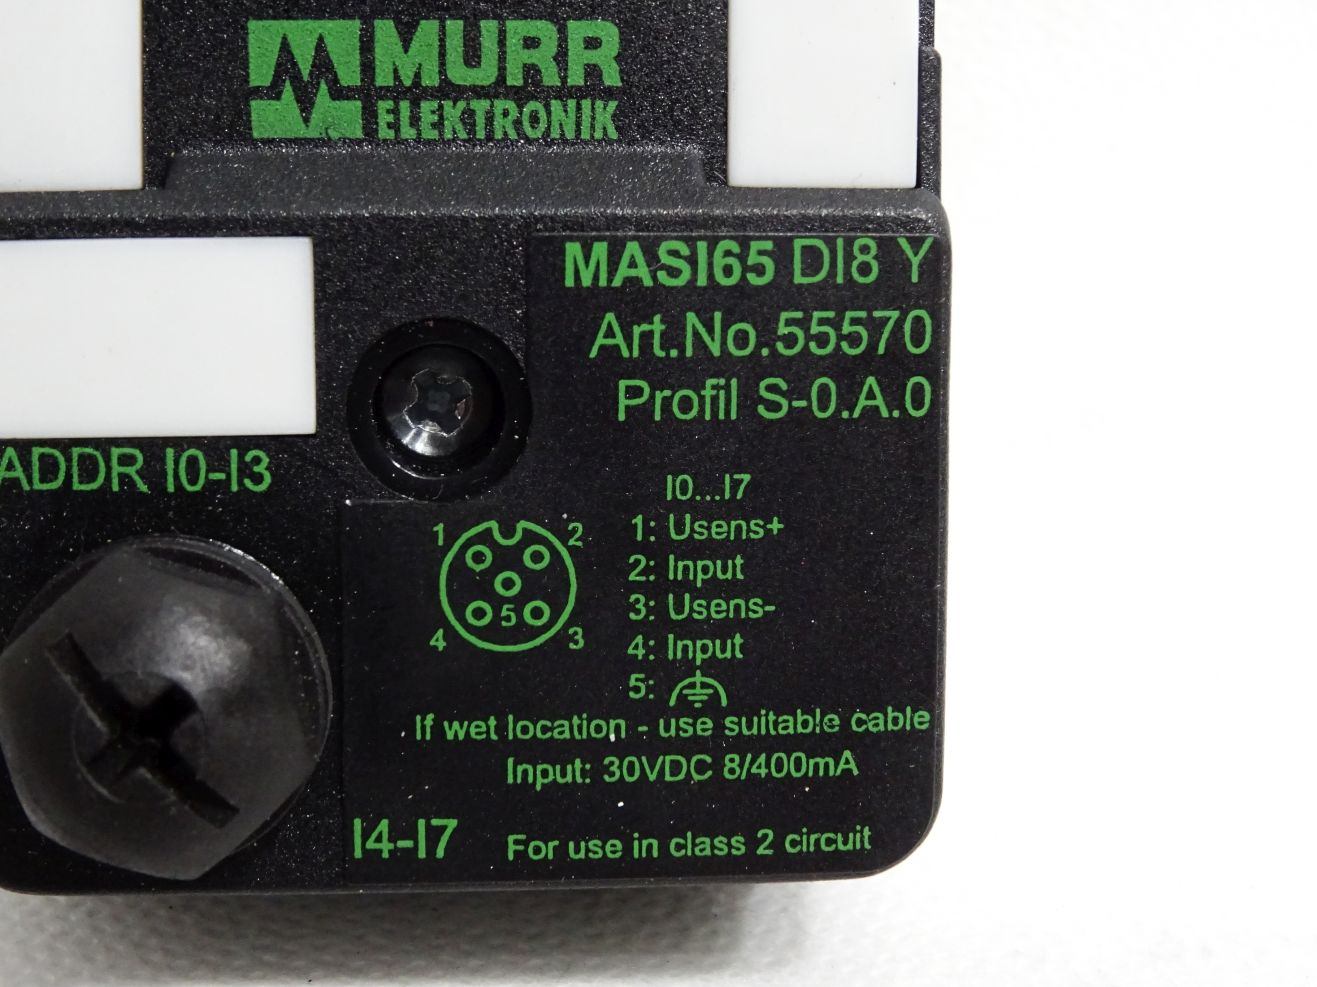 MURR
ELEKTRONIK
MASI65 DI8 Y
Art.No.55570
Profil S-0.A.0
ADDR I0-I3
I0...I7
1 2
5
4 3
1: Usens+
2: Input
3: Usens-
4: Input
5:
If wet location - use suitable cable
Input: 30VDC 8/400mA
I4-I7
For use in class 2 circuit